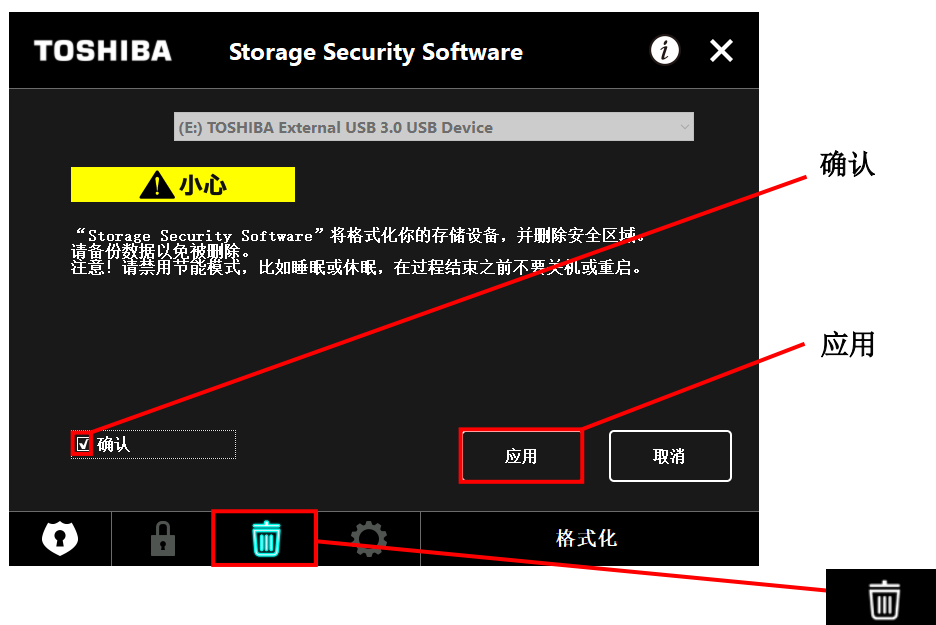 TOSHIBA Storage Security Software
(E:) TOSHIBA External USB 3.0 USB Device
确认
小心
“Storage Security Software”将格式化你的存储设备，并删除安全区域。
请备份数据以免被删除。
注意！请禁用节能模式，比如睡眠或休眠，在过程结束之前不要关机或重启。
应用
确认
应用
取消
格式化